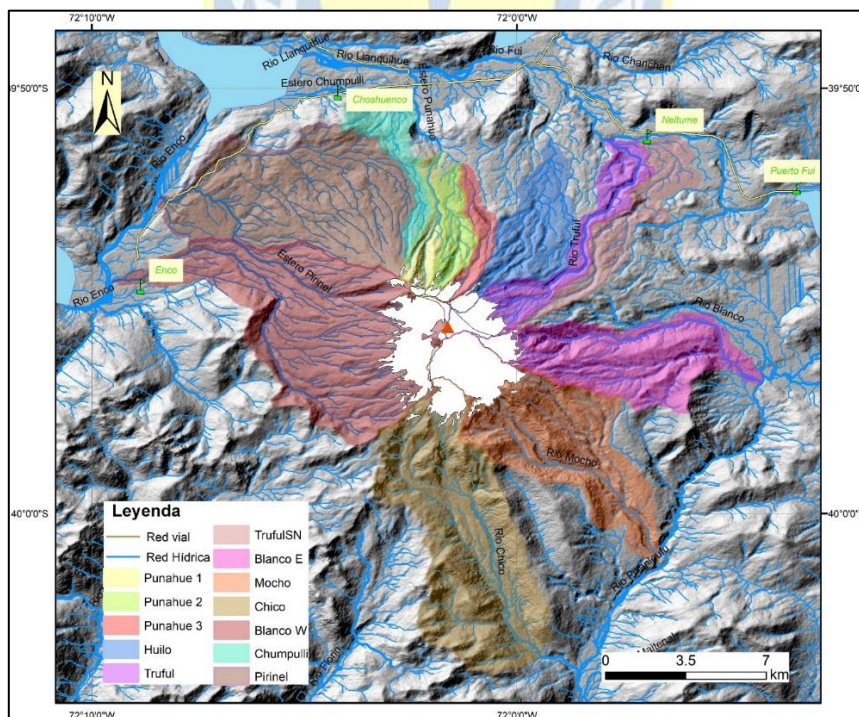 72°10'0"W
72°0'0"W
Rio Llanquihue
Rio Llanquihue
Rio Fui
Rio Chanchan
39°50'0"S
39°50'0"S
N
Estero Chumpulli
Choshuenco
Estero Punahue
Neltume
Puerto Fui
Rio Enco
Rio Truful
Estero Pirinel
Enco
Rio Enco
Rio Blanco
Rio Mocho
40°0'0"S
40°0'0"S
Rio Chico
Leyenda
Red vial
Red Hídrica
Punahue 1
Punahue 2
Punahue 3
Huilo
Truful
TrufulSN
Blanco E
Mocho
Chico
Blanco W
Chumpulli
Pirinel
0 3.5 7
km
72°10'0"W
72°0'0"W